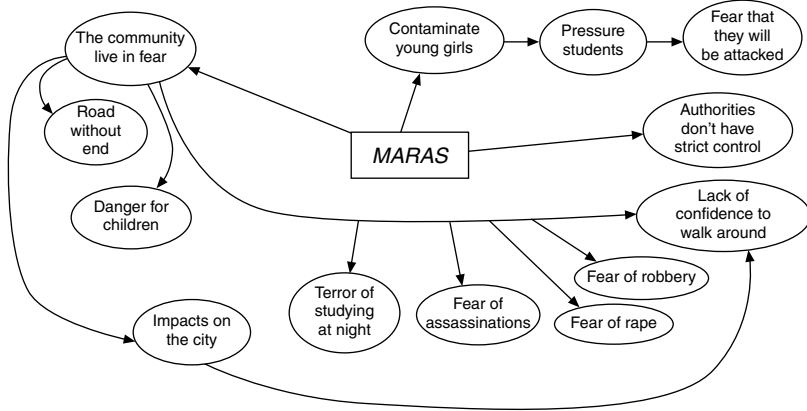 The community
live in fear
Contaminate
young girls
Pressure
students
Fear that
they will
be attacked
Road
without
end
MARAS
Authorities
don't have
strict control
Danger for
children
Lack of
confidence to
walk around
Terror of
studying
at night
Fear of
assassinations
Fear of robbery
Fear of rape
Impacts on
the city